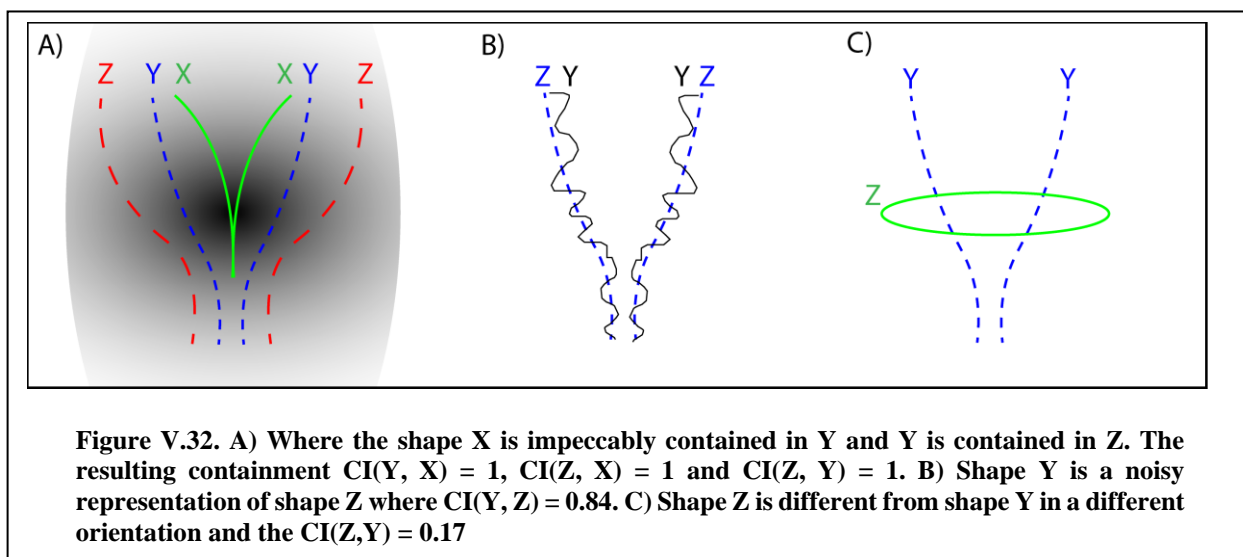 A)
B)
C)
Z Y X X Y Z
Z Y Y Z
Y Y
Z
Figure V.32. A) Where the shape X is impeccably contained in Y and Y is contained in Z. The
resulting containment CI(Y, X) = 1, CI(Z, X) = 1 and CI(Z, Y) = 1. B) Shape Y is a noisy
representation of shape Z where CI(Y, Z) = 0.84. C) Shape Z is different from shape Y in a different
orientation and the CI(Z,Y) = 0.17